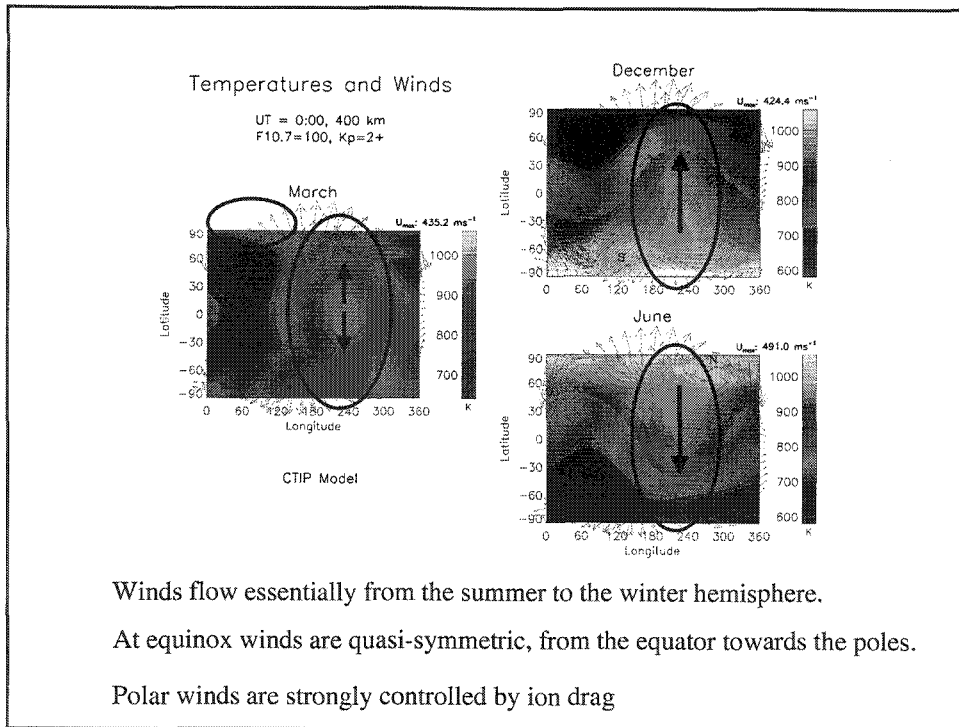 Temperatures and Winds
UT = 0:00, 400 km
F10.7=100, Kp=2+
March
Umax: 435.2 ms⁻¹
90
60
30
0
-30
-60
-90
Latitude
0 60 120 180 240 300 360
Longitude
1000
900
800
700
K
CTIP Model
December
Umax: 424.4 ms⁻¹
90
60
30
0
-30
-60
-90
Latitude
S
0 60 120 180 240 300 360
1000
900
800
700
600
K
June
Umax: 491.0 ms⁻¹
90
60
30
0
-30
-60
-90
Latitude
N
0 60 120 180 240 300 360
Longitude
1000
900
800
700
600
K
Winds flow essentially from the summer to the winter hemisphere.
At equinox winds are quasi-symmetric, from the equator towards the poles.
Polar winds are strongly controlled by ion drag